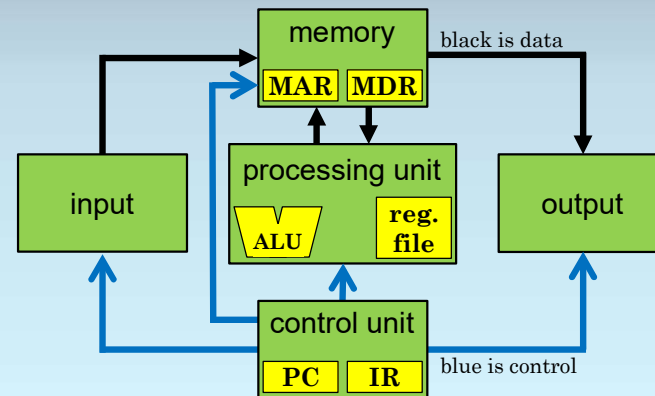 memory
black is data
MAR
MDR
processing unit
input
ALU
reg.
file
output
control unit
blue is control
PC
IR